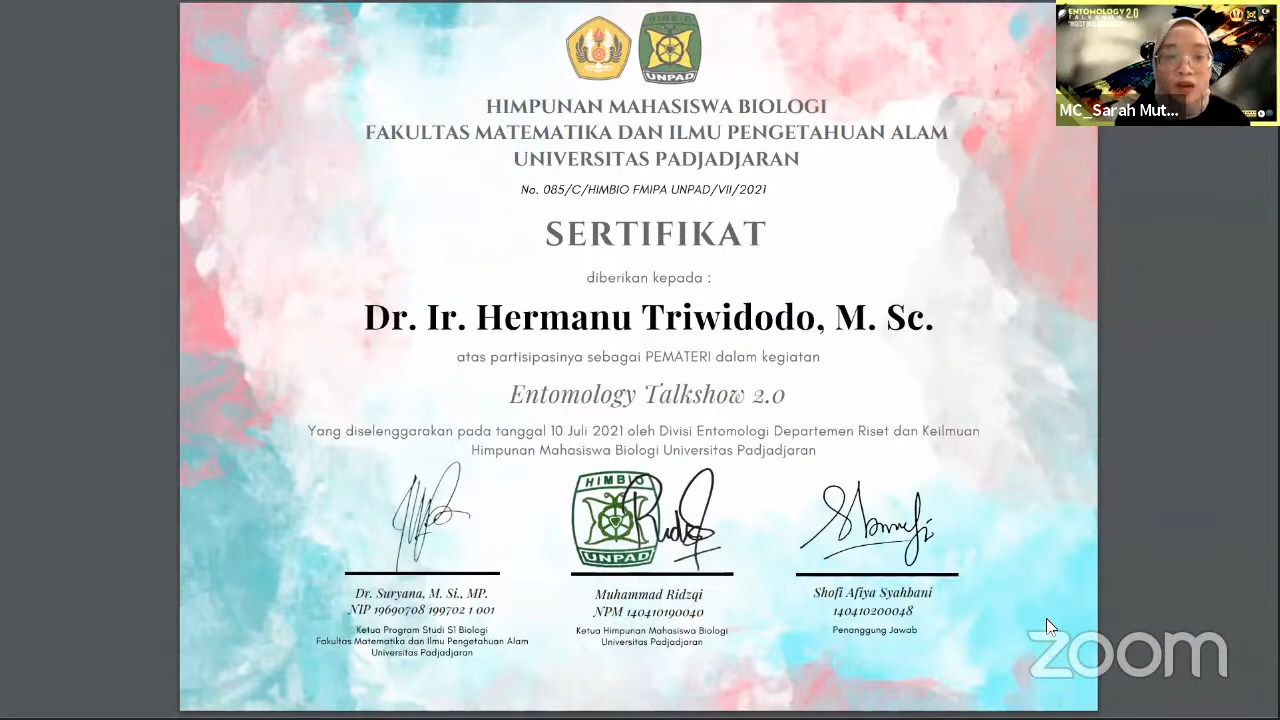 HIMBIO
UNPAD
HIMPUNAN MAHASISWA BIOLOGI
FAKULTAS MATEMATIKA DAN ILMU PENGETAHUAN ALAM
UNIVERSITAS PADJADJARAN
No. 085/C/HIMBIO FMIPA UNPAD/VII/2021
SERTIFIKAT
diberikan kepada :
Dr. Ir. Hermanu Triwidodo, M. Sc.
atas partisipasinya sebagai PEMATERI dalam kegiatan
Entomology Talkshow 2.0
Yang diselenggarakan pada tanggal 10 Juli 2021 oleh Divisi Entomologi Departemen Riset dan Keilmuan
Himpunan Mahasiswa Biologi Universitas Padjadjaran
HIMBIO
UNPAD
Dr. Suryana, M. Si., MP.
NIP 19690708 199702 1 001
Ketua Program Studi S1 Biologi
Fakultas Matematika dan Ilmu Pengetahuan Alam
Universitas Padjadjaran
Muhammad Ridzqi
NPM 140410190040
Ketua Himpunan Mahasiswa Biologi
Universitas Padjadjaran
Shofi Afiya Syahbani
140410200048
Penanggung Jawab
ENTOMOLOGY
TALKSHOW 2.0
MC_Sarah Mut...
zoom